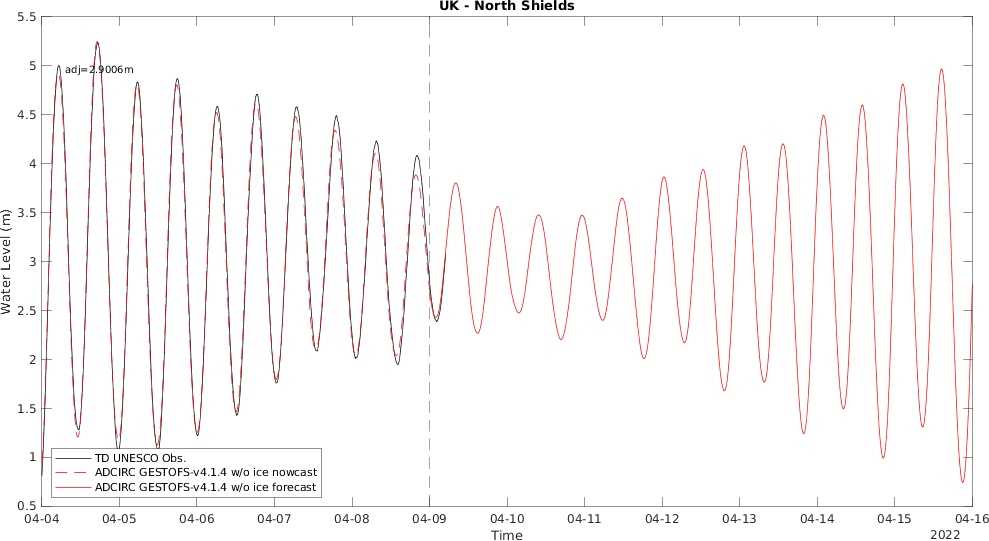 UK - North Shields
5.5
5
4.5
4
3.5
3
2.5
2
1.5
1
0.5
Water Level (m)
adj=2.9006m
TD UNESCO Obs.
ADCIRC GESTOFS-v4.1.4 w/o ice nowcast
ADCIRC GESTOFS-v4.1.4 w/o ice forecast
04-04 04-05 04-06 04-07 04-08 04-09 04-10 04-11 04-12 04-13 04-14 04-15 04-16
Time
2022